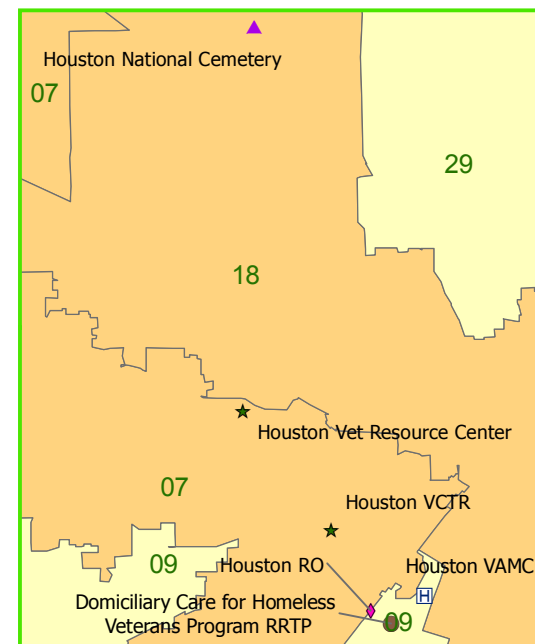 Houston National Cemetery
07
29
18
Houston Vet Resource Center
07
Houston VCTR
09
Houston RO
Houston VAMC
H
Domiciliary Care for Homeless
Veterans Program RRTP
09